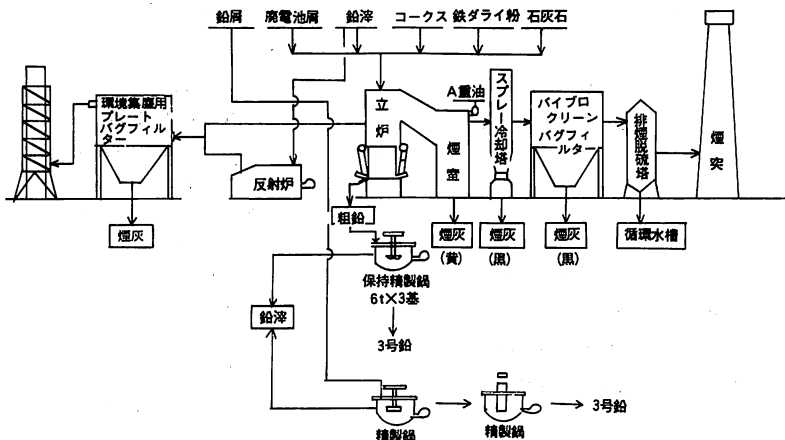 鉛屑 廃電池屑 鉛滓 コークス 鉄ダライ粉 石灰石
環境集塵用
プレート
バグフィル
ター
立炉
A重油
煙室
スプレー冷却塔
バイブロ
クリーン
バグフィ
ルター
排煙脱硫塔
煙突
反射炉
煙灰
粗鉛
煙灰
(黄)
煙灰
(黒)
煙灰
(黒)
循環水槽
保持精製鍋
6t×3基
鉛滓
3号鉛
精製鍋
精製鍋
3号鉛